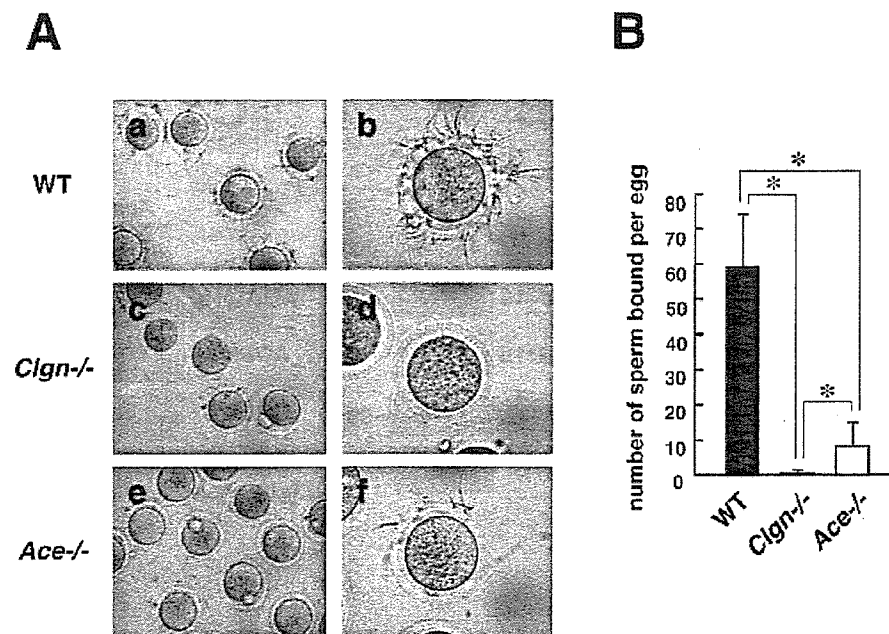 A
B
WT
a
b
Clgn-/-
c
d
Ace-/-
e
f
number of sperm bound per egg
80
70
60
50
40
30
20
10
0
*
*
*
WT
Clgn-/-
Ace-/-